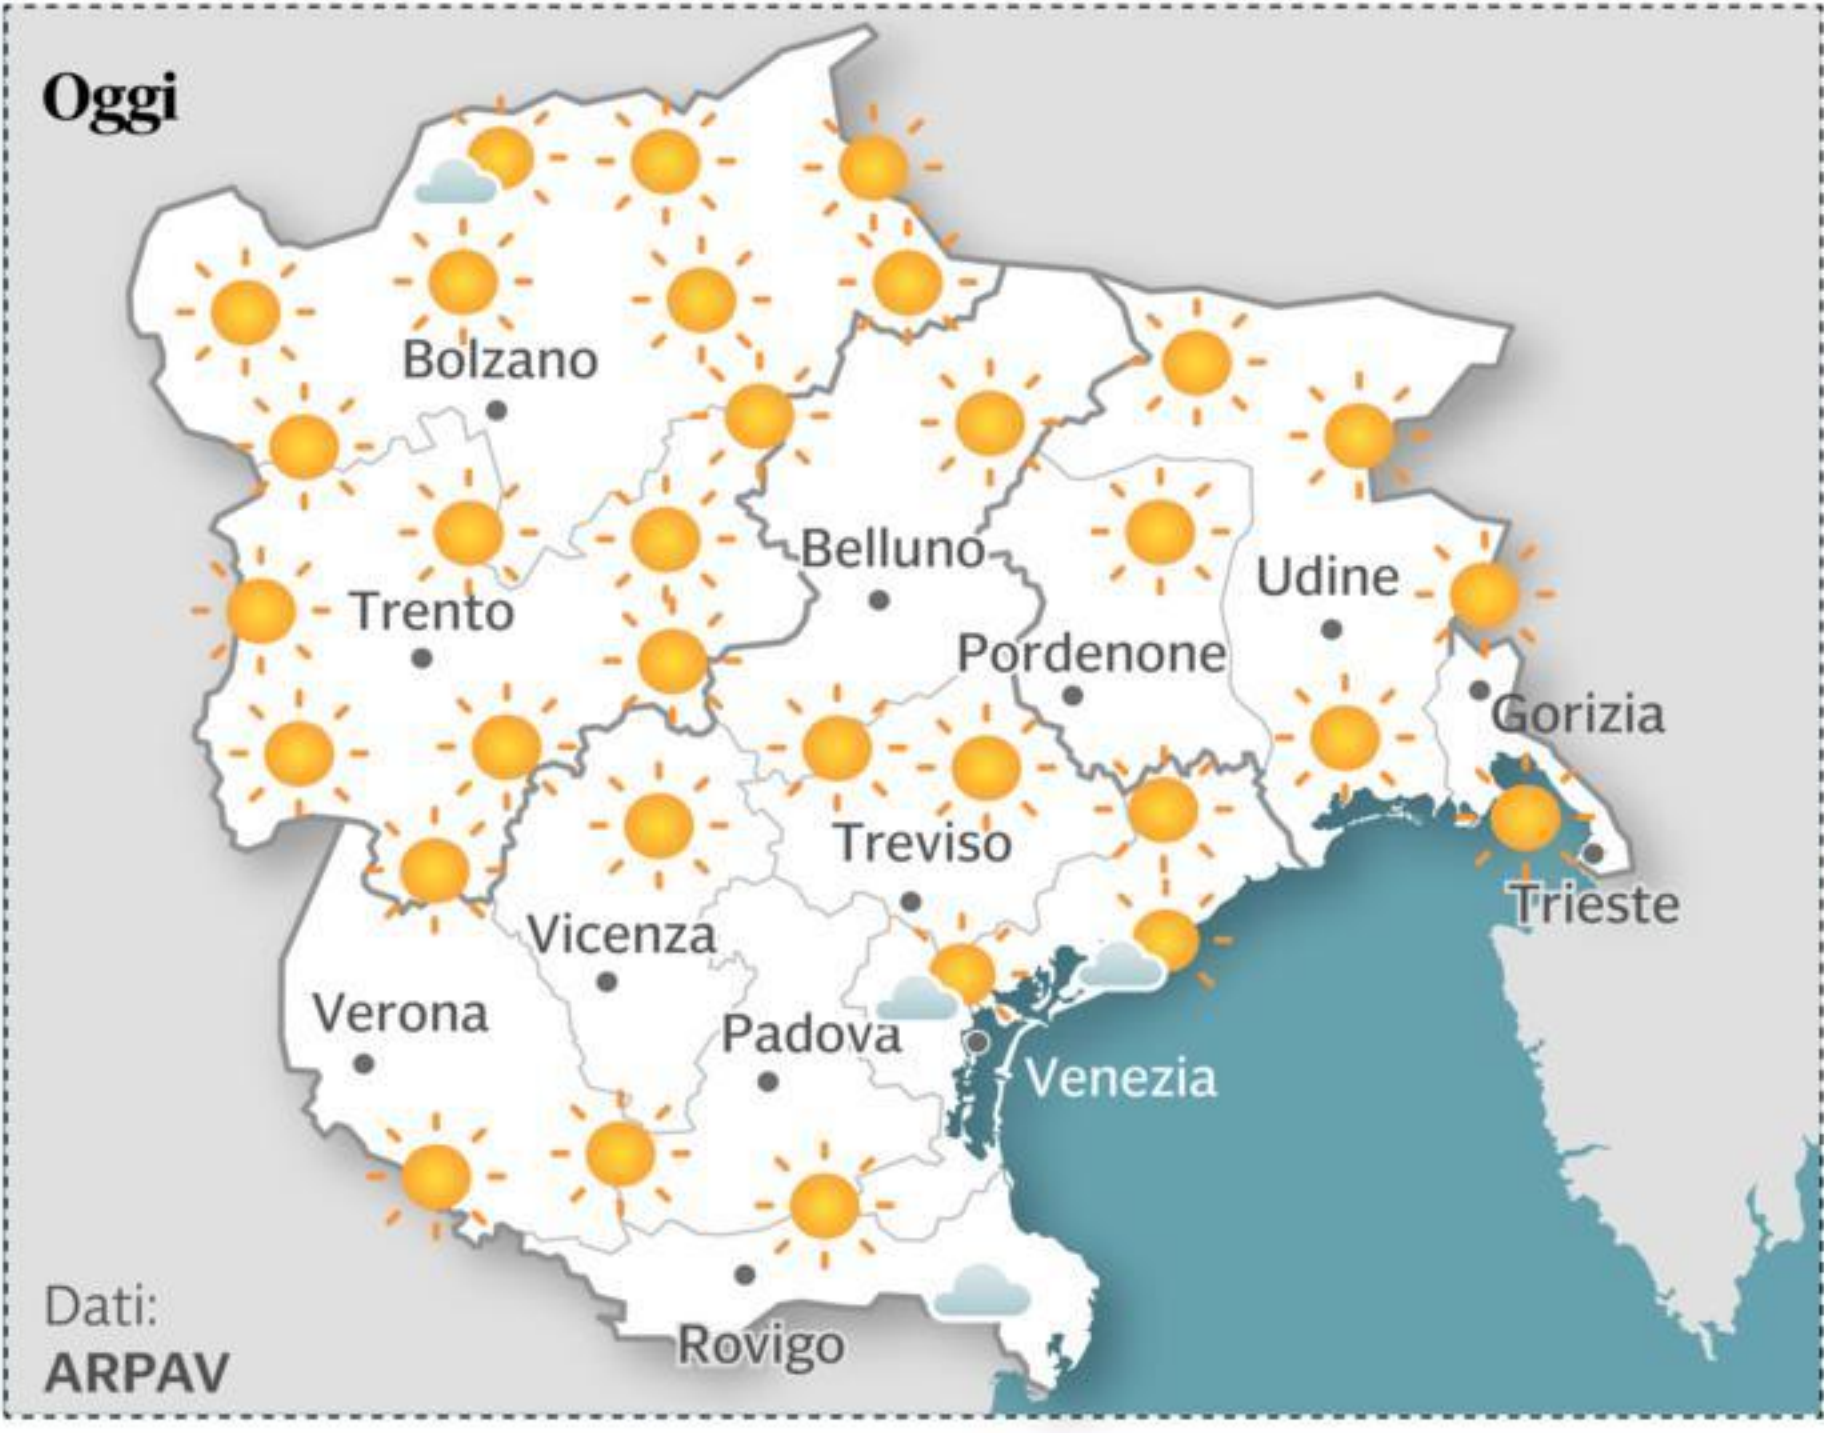 Oggi
Bolzano
Belluno
Udine
Trento
Pordenone
Gorizia
Treviso
Trieste
Vicenza
Verona
Padova
Venezia
Rovigo
Dati:
ARPAV